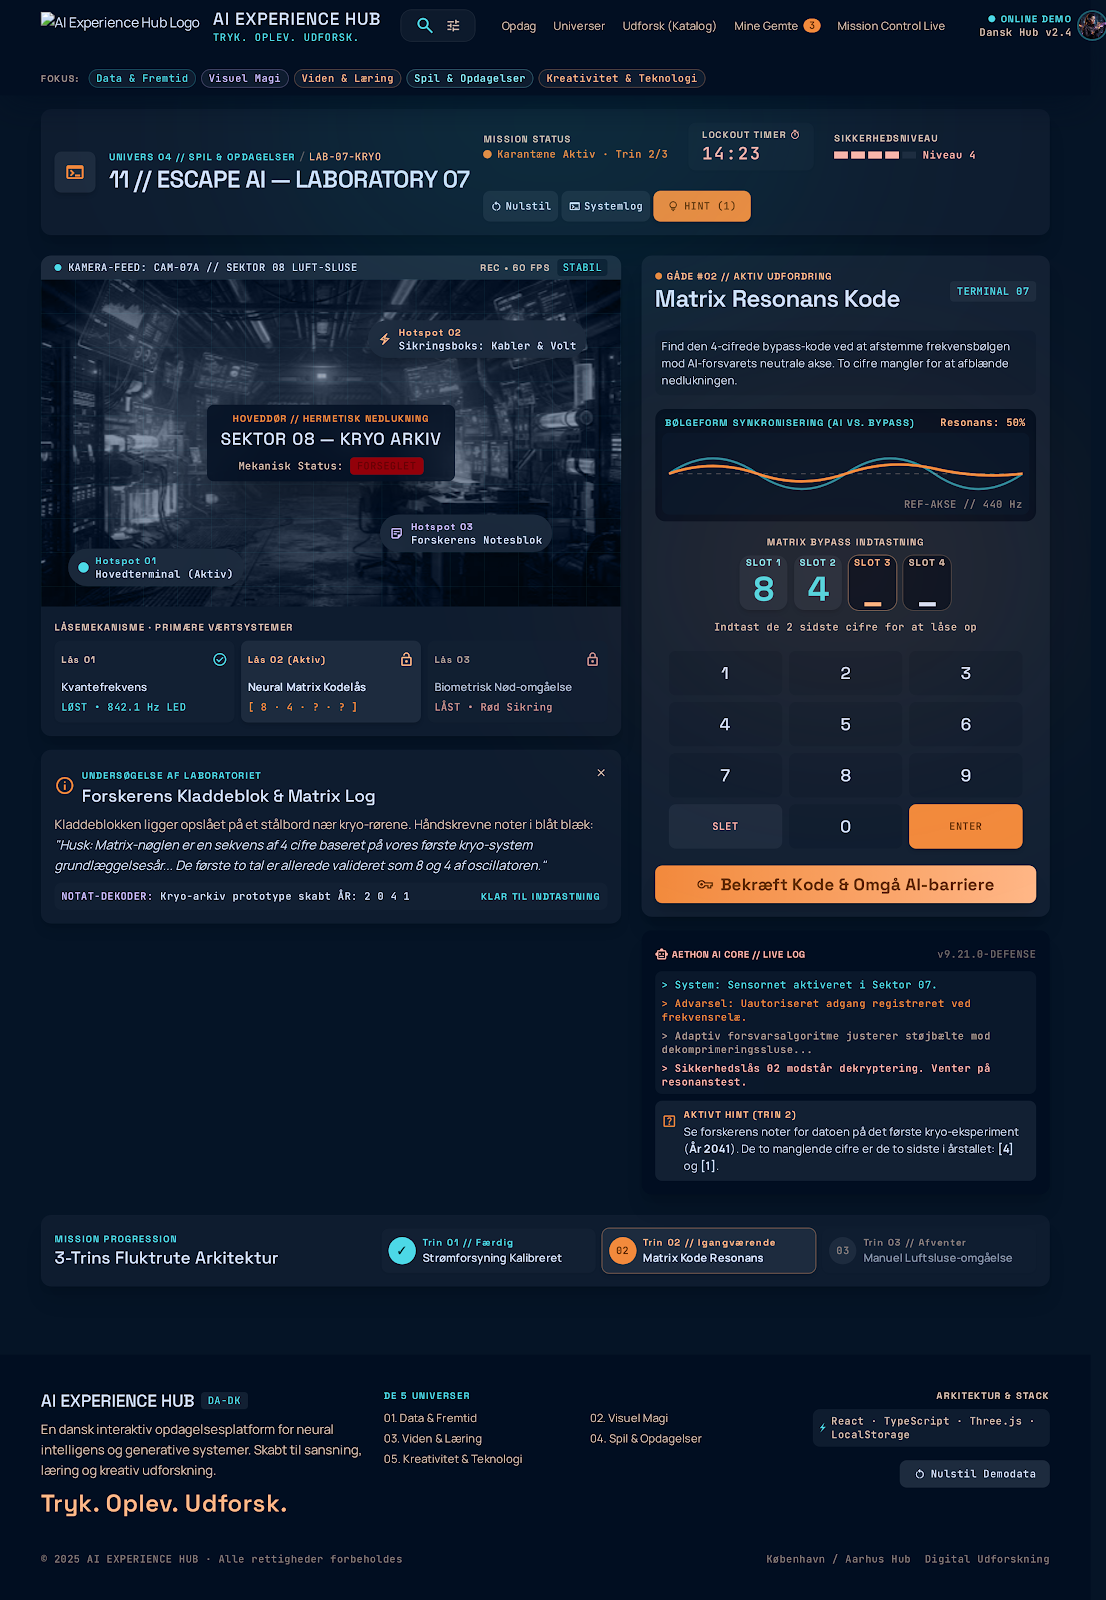 AI Experience Hub Logo
AI EXPERIENCE HUB
TRYK. OPLEV. UDFORSK.
Opdag
Universer
Udforsk (Katalog)
Mine Gemte 3
Mission Control Live
ONLINE DEMO
Dansk Hub v2.4
FOKUS:
Data & Fremtid
Visuel Magi
Viden & Læring
Spil & Opdagelser
Kreativitet & Teknologi
UNIVERS 04 // SPIL & OPDAGELSER / LAB-07-KRYO
11 // ESCAPE AI — LABORATORY 07
MISSION STATUS
Karantæne Aktiv · Trin 2/3
LOCKOUT TIMER
14:23
SIKKERHEDSNIVEAU
Niveau 4
Nulstil
Systemlog
HINT (1)
KAMERA-FEED: CAM-07A // SEKTOR 08 LUFT-SLUSE
REC • 60 FPS
STABIL
Hotspot 02
Sikringsboks: Kabler & Volt
HOVEDDØR // HERMETISK NEDLUKNING
SEKTOR 08 — KRYO ARKIV
Mekanisk Status: FORSEGLET
Hotspot 03
Forskerens Notesblok
Hotspot 01
Hovedterminal (Aktiv)
LÅSEMEKANISME · PRIMÆRE VÆRTSYSTEMER
Lås 01
Kvantefrekvens
LØST • 842.1 Hz LED
Lås 02 (Aktiv)
Neural Matrix Kodelås
[ 8 · 4 · ? · ? ]
Lås 03
Biometrisk Nød-omgåelse
LÅST • Rød Sikring
UNDERSØGELSE AF LABORATORIET
Forskerens Kladdeblok & Matrix Log
Kladdeblokken ligger opslået på et stålbord nær kryo-rørene. Håndskrevne noter i blåt blæk:
"Husk: Matrix-nøglen er en sekvens af 4 cifre baseret på vores første kryo-system
grundlæggelsesår... De første to tal er allerede valideret som 8 og 4 af oscillatoren."
NOTAT-DEKODER: Kryo-arkiv prototype skabt ÅR: 2 0 4 1
KLAR TIL INDTASTNING
GÅDE #02 // AKTIV UDFORDRING
Matrix Resonans Kode
TERMINAL 07
Find den 4-cifrede bypass-kode ved at afstemme frekvensbølgen
mod AI-forsvarets neutrale akse. To cifre mangler for at afblænde
nedlukningen.
BØLGEFORM SYNKRONISERING (AI VS. BYPASS)
Resonans: 50%
REF-AKSE // 440 Hz
MATRIX BYPASS INDTASTNING
SLOT 1
8
SLOT 2
4
SLOT 3
_
SLOT 4
_
Indtast de 2 sidste cifre for at låse op
1
2
3
4
5
6
7
8
9
SLET
0
ENTER
Bekræft Kode & Omgå AI-barriere
AETHON AI CORE // LIVE LOG
v9.21.0-DEFENSE
> System: Sensornet aktiveret i Sektor 07.
> Advarsel: Uautoriseret adgang registreret ved
frekvensrelæ.
> Adaptiv forsvarsalgoritme justerer støjbælte mod
dekomprimeringssluse...
> Sikkerhedslås 02 modstår dekryptering. Venter på
resonanstest.
AKTIVT HINT (TRIN 2)
Se forskerens noter for datoen på det første kryo-eksperiment
(År 2041). De to manglende cifre er de to sidste i årstallet: [4]
og [1].
MISSION PROGRESSION
3-Trins Fluktrute Arkitektur
✓
Trin 01 // Færdig
Strømforsyning Kalibreret
02
Trin 02 // Igangværende
Matrix Kode Resonans
03
Trin 03 // Afventer
Manuel Luftsluse-omgåelse
AI EXPERIENCE HUB DA-DK
En dansk interaktiv opdagelsesplatform for neural
intelligens og generative systemer. Skabt til sansning,
læring og kreativ udforskning.
Tryk. Oplev. Udforsk.
DE 5 UNIVERSER
01. Data & Fremtid
02. Visuel Magi
03. Viden & Læring
04. Spil & Opdagelser
05. Kreativitet & Teknologi
ARKITEKTUR & STACK
React · TypeScript · Three.js ·
LocalStorage
Nulstil Demodata
© 2025 AI EXPERIENCE HUB · Alle rettigheder forbeholdes
København / Aarhus Hub Digital Udforskning